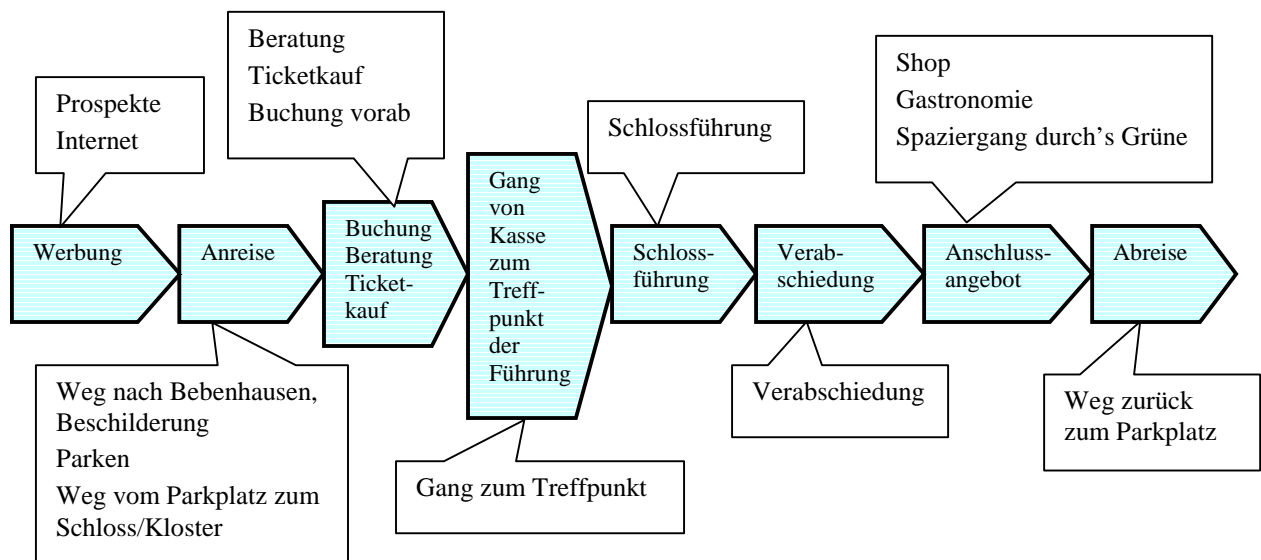 Beratung
Ticketkauf
Buchung vorab
Shop
Gastronomie
Spaziergang durch's Grüne
Prospekte
Internet
Schlossführung
Werbung
Anreise
Buchung
Beratung
Ticket-
kauf
Gang
von
Kasse
zum
Treff-
punkt
der
Führung
Schloss-
führung
Verab-
schiedung
Anschluss-
angebot
Abreise
Weg nach Bebenhausen,
Beschilderung
Parken
Weg vom Parkplatz zum
Schloss/Kloster
Gang zum Treffpunkt
Verabschiedung
Weg zurück
zum Parkplatz